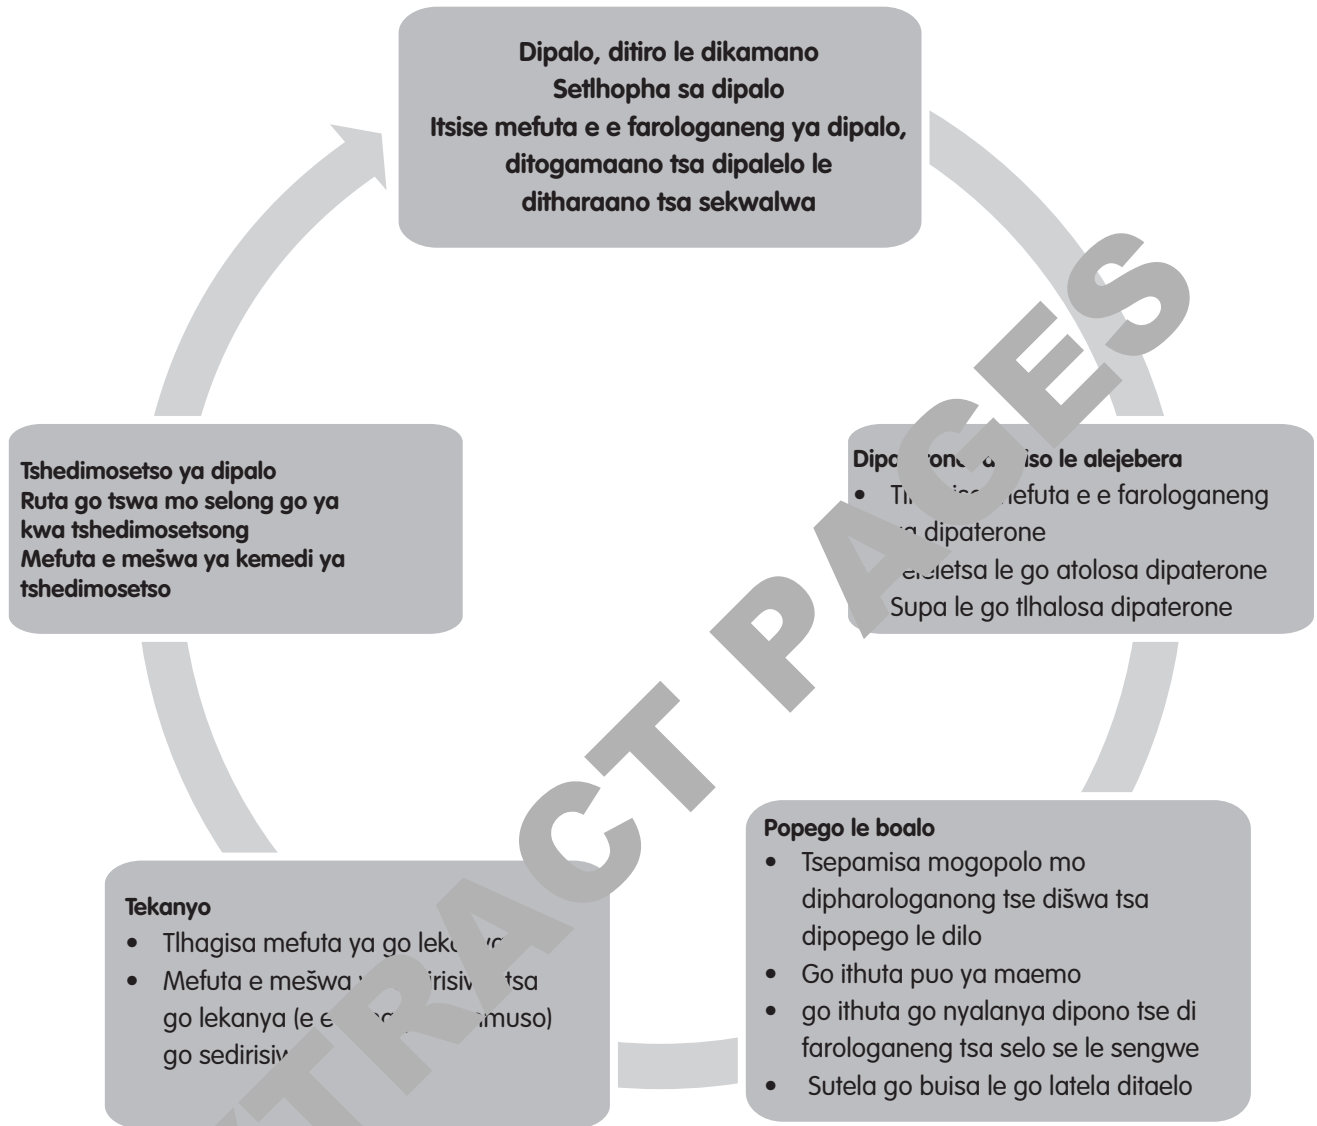 Dipalo, ditiro le dikamano
Setlhopha sa dipalo
Itsise mefuta e e farologaneng ya dipalo,
ditogamaano tsa dipalelo le
ditharaano tsa sekwalwa
le alejebera
• mefuta e e farologaneng
dipaterone
le go atolosa dipaterone
Supa le go tlhalosa dipaterone
Popego le boalo
• Tsepamisa mogopolo mo
dipharologanong tse dišwa tsa
dipopego le dilo
• Go ithuta puo ya maemo
• go ithuta go nyalanya dipono tse di
farologaneng tsa selo se le sengwe
• Sutela go buisa le go latela ditaelo
Tekanyo
• Tlhagisa mefuta ya go
• Mefuta e mešwa tsa
go lekanya (e
go
Tshedimosetso ya dipalo
Ruta go tswa mo selong go ya
kwa tshedimosetsong
Mefuta e mešwa ya kemedi ya
tshedimosetso
EXTRACT PAGES